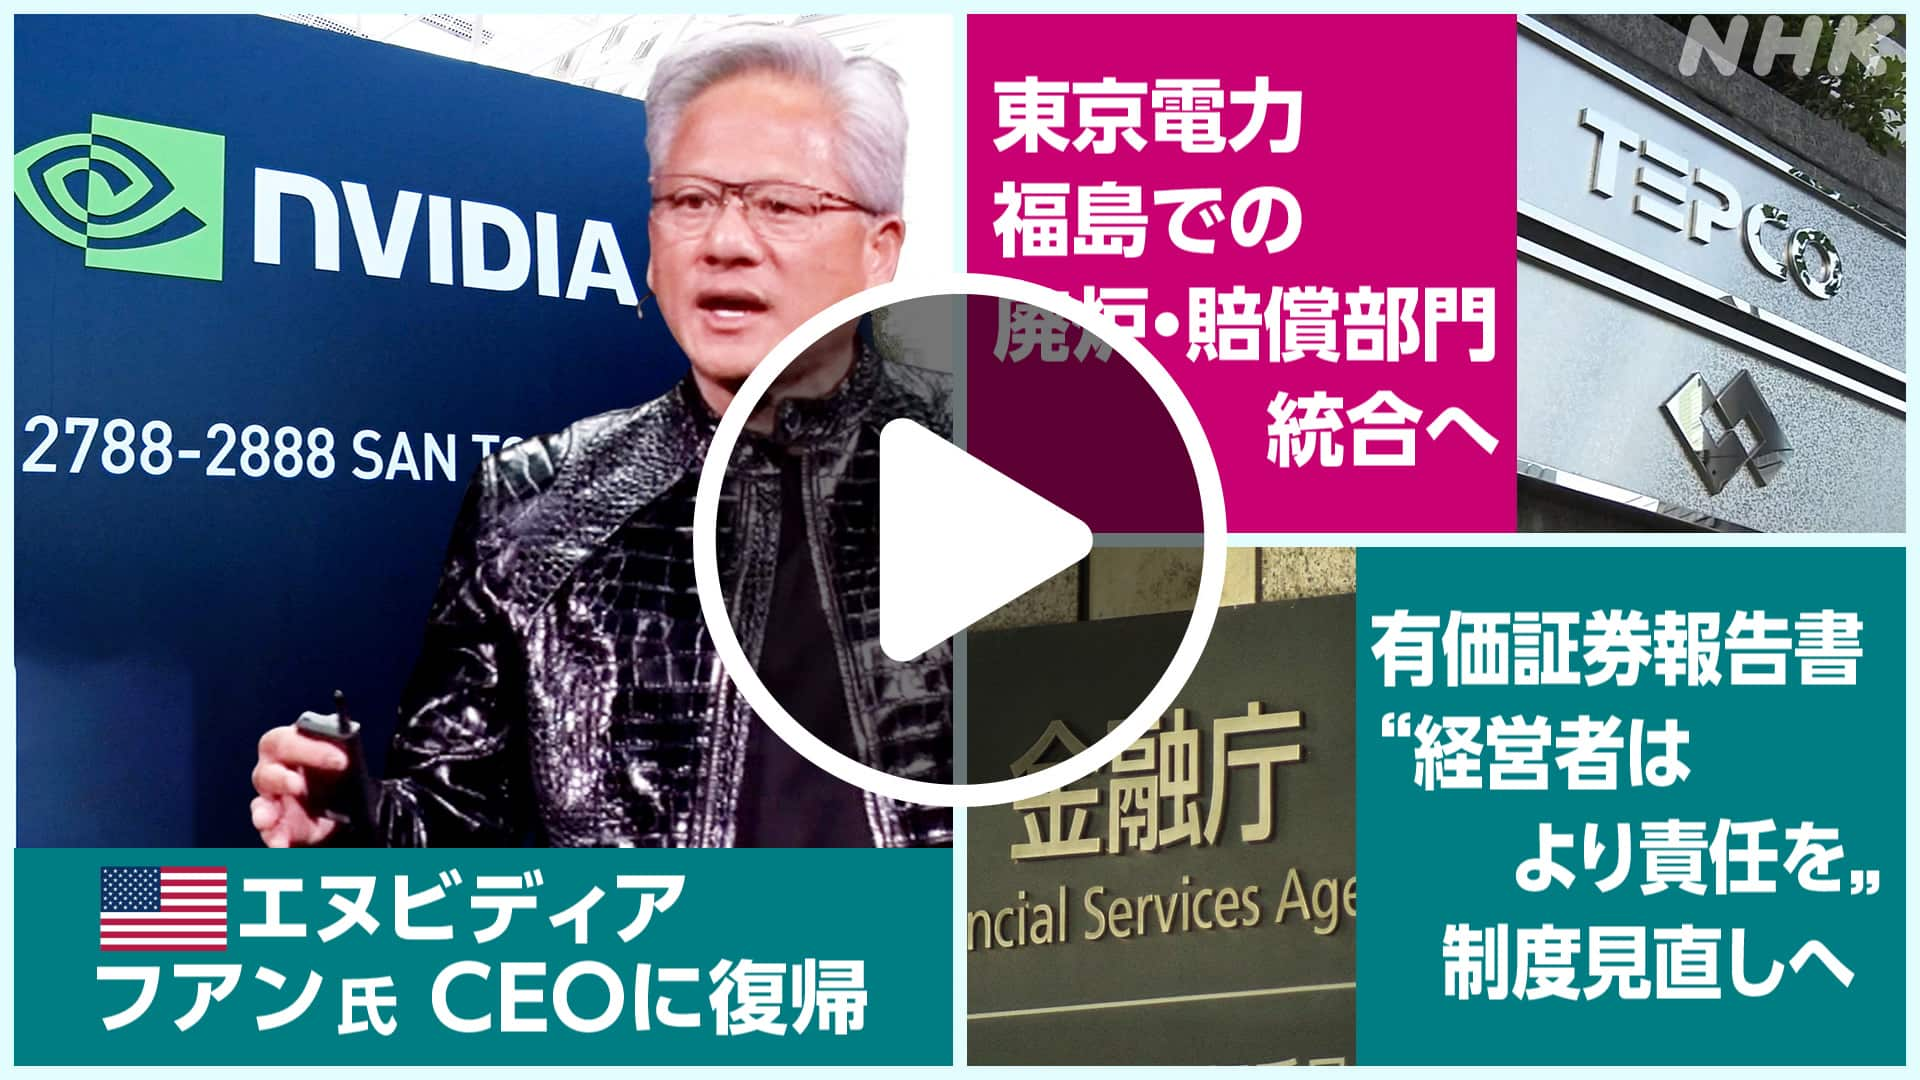 NVIDIA
2788-2888 SAN
エヌビディア
フアン氏 CEOに復帰
東京電力
福島での
廃炉・賠償部門
統合へ
NHK
TEPCO
金融庁
ncial Services Age
有価証券報告書
“経営者は
より責任を„
制度見直しへ